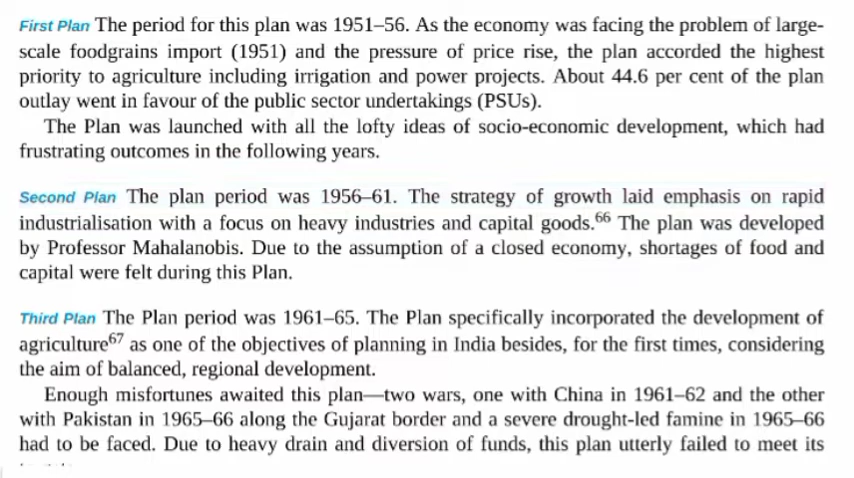 First Plan The period for this plan was 1951–56. As the economy was facing the problem of large-
scale foodgrains import (1951) and the pressure of price rise, the plan accorded the highest
priority to agriculture including irrigation and power projects. About 44.6 per cent of the plan
outlay went in favour of the public sector undertakings (PSUs).
The Plan was launched with all the lofty ideas of socio-economic development, which had
frustrating outcomes in the following years.
Second Plan The plan period was 1956–61. The strategy of growth laid emphasis on rapid
industrialisation with a focus on heavy industries and capital goods.66 The plan was developed
by Professor Mahalanobis. Due to the assumption of a closed economy, shortages of food and
capital were felt during this Plan.
Third Plan The Plan period was 1961–65. The Plan specifically incorporated the development of
agriculture67 as one of the objectives of planning in India besides, for the first times, considering
the aim of balanced, regional development.
Enough misfortunes awaited this plan—two wars, one with China in 1961–62 and the other
with Pakistan in 1965–66 along the Gujarat border and a severe drought-led famine in 1965–66
had to be faced. Due to heavy drain and diversion of funds, this plan utterly failed to meet its